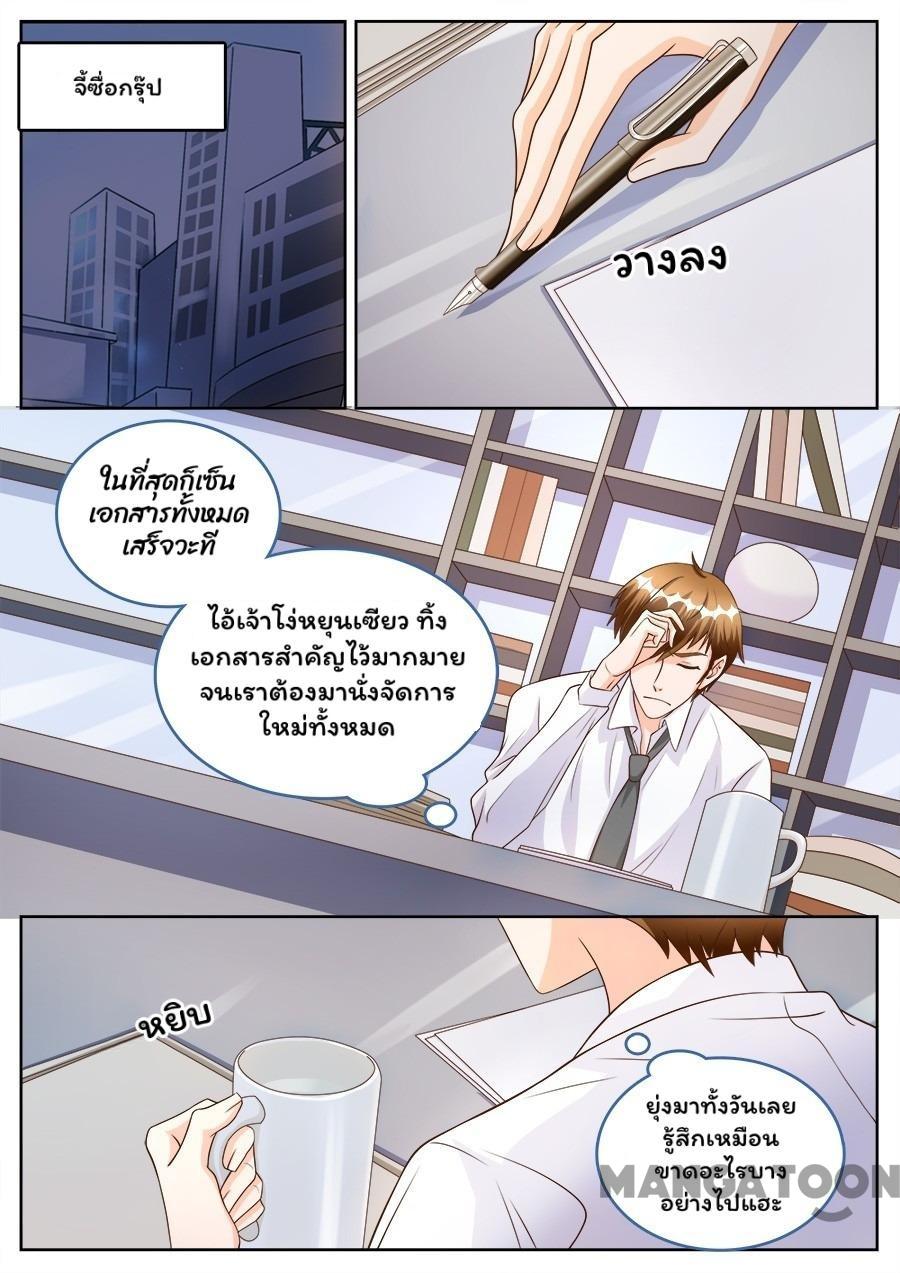 จี้ซื่อกรุ๊ป
วางลง
ในที่สุดก็เซ็น
เอกสารทั้งหมด
เสร็จวะที
ไอ้เจ้าโง่หยุนเซียว ทิ้ง
เอกสารสำคัญไว้มากมาย
จนเราต้องมานั่งจัดการ
ใหม่ทั้งหมด
หยิบ
ยุ่งมาทั้งวันเลย
รู้สึกเหมือน
ขาดอะไรบาง
อย่างไปแฮะ
MANGATOON